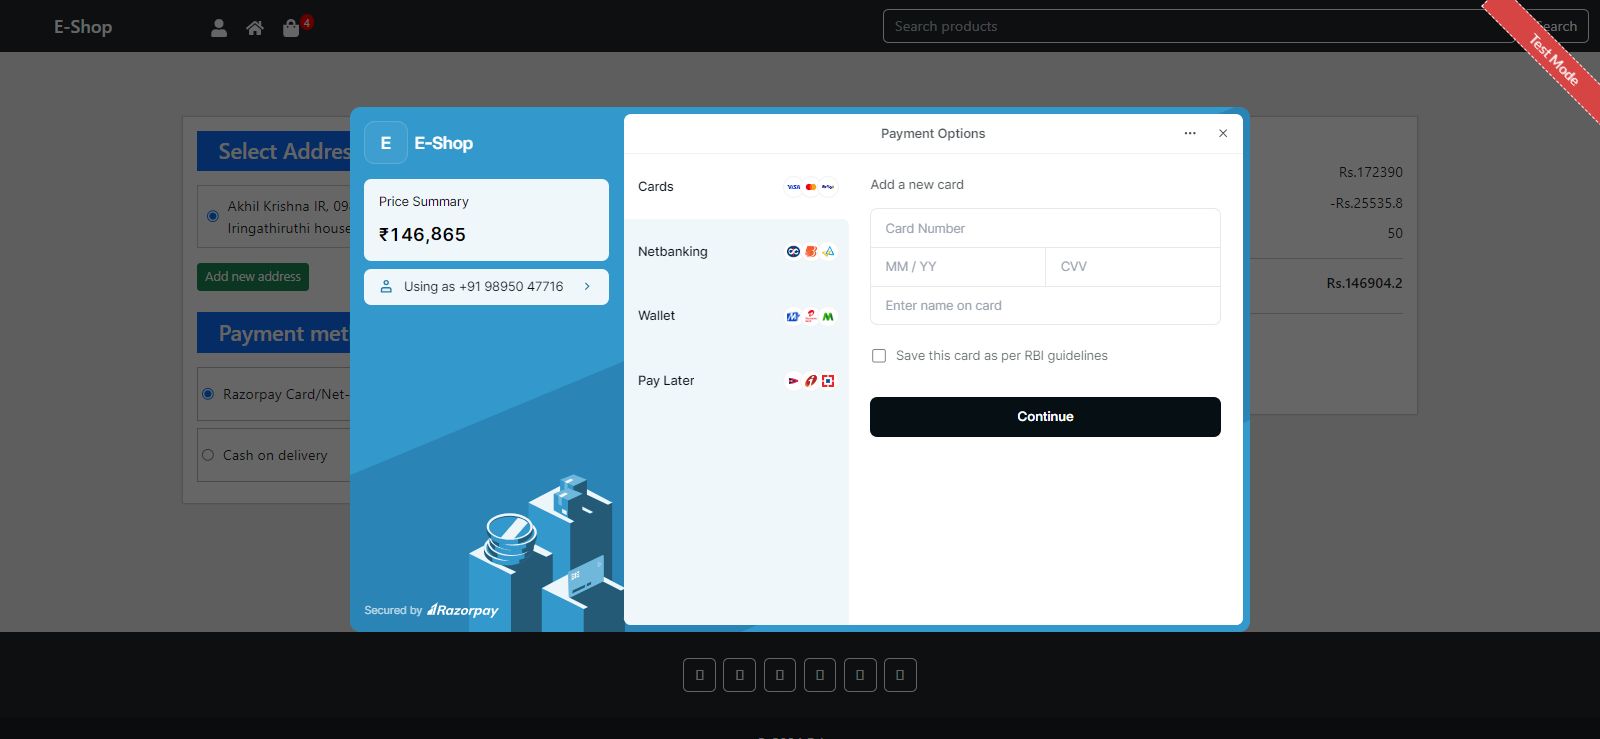 E-Shop
4
Search products
Search
Test Mode
Select Addres
Akhil Krishna IR, 09
Iringathiruthi house
Add new address
Payment met
Razorpay Card/Net-
Cash on delivery
E
E-Shop
Price Summary
₹146,865
Using as +91 98950 47716
Secured by Razorpay
Payment Options
Cards
VISA
Netbanking
Wallet
Pay Later
Add a new card
Card Number
MM / YY
CVV
Enter name on card
Save this card as per RBI guidelines
Continue
Rs.172390
-Rs.25535.8
50
Rs.146904.2